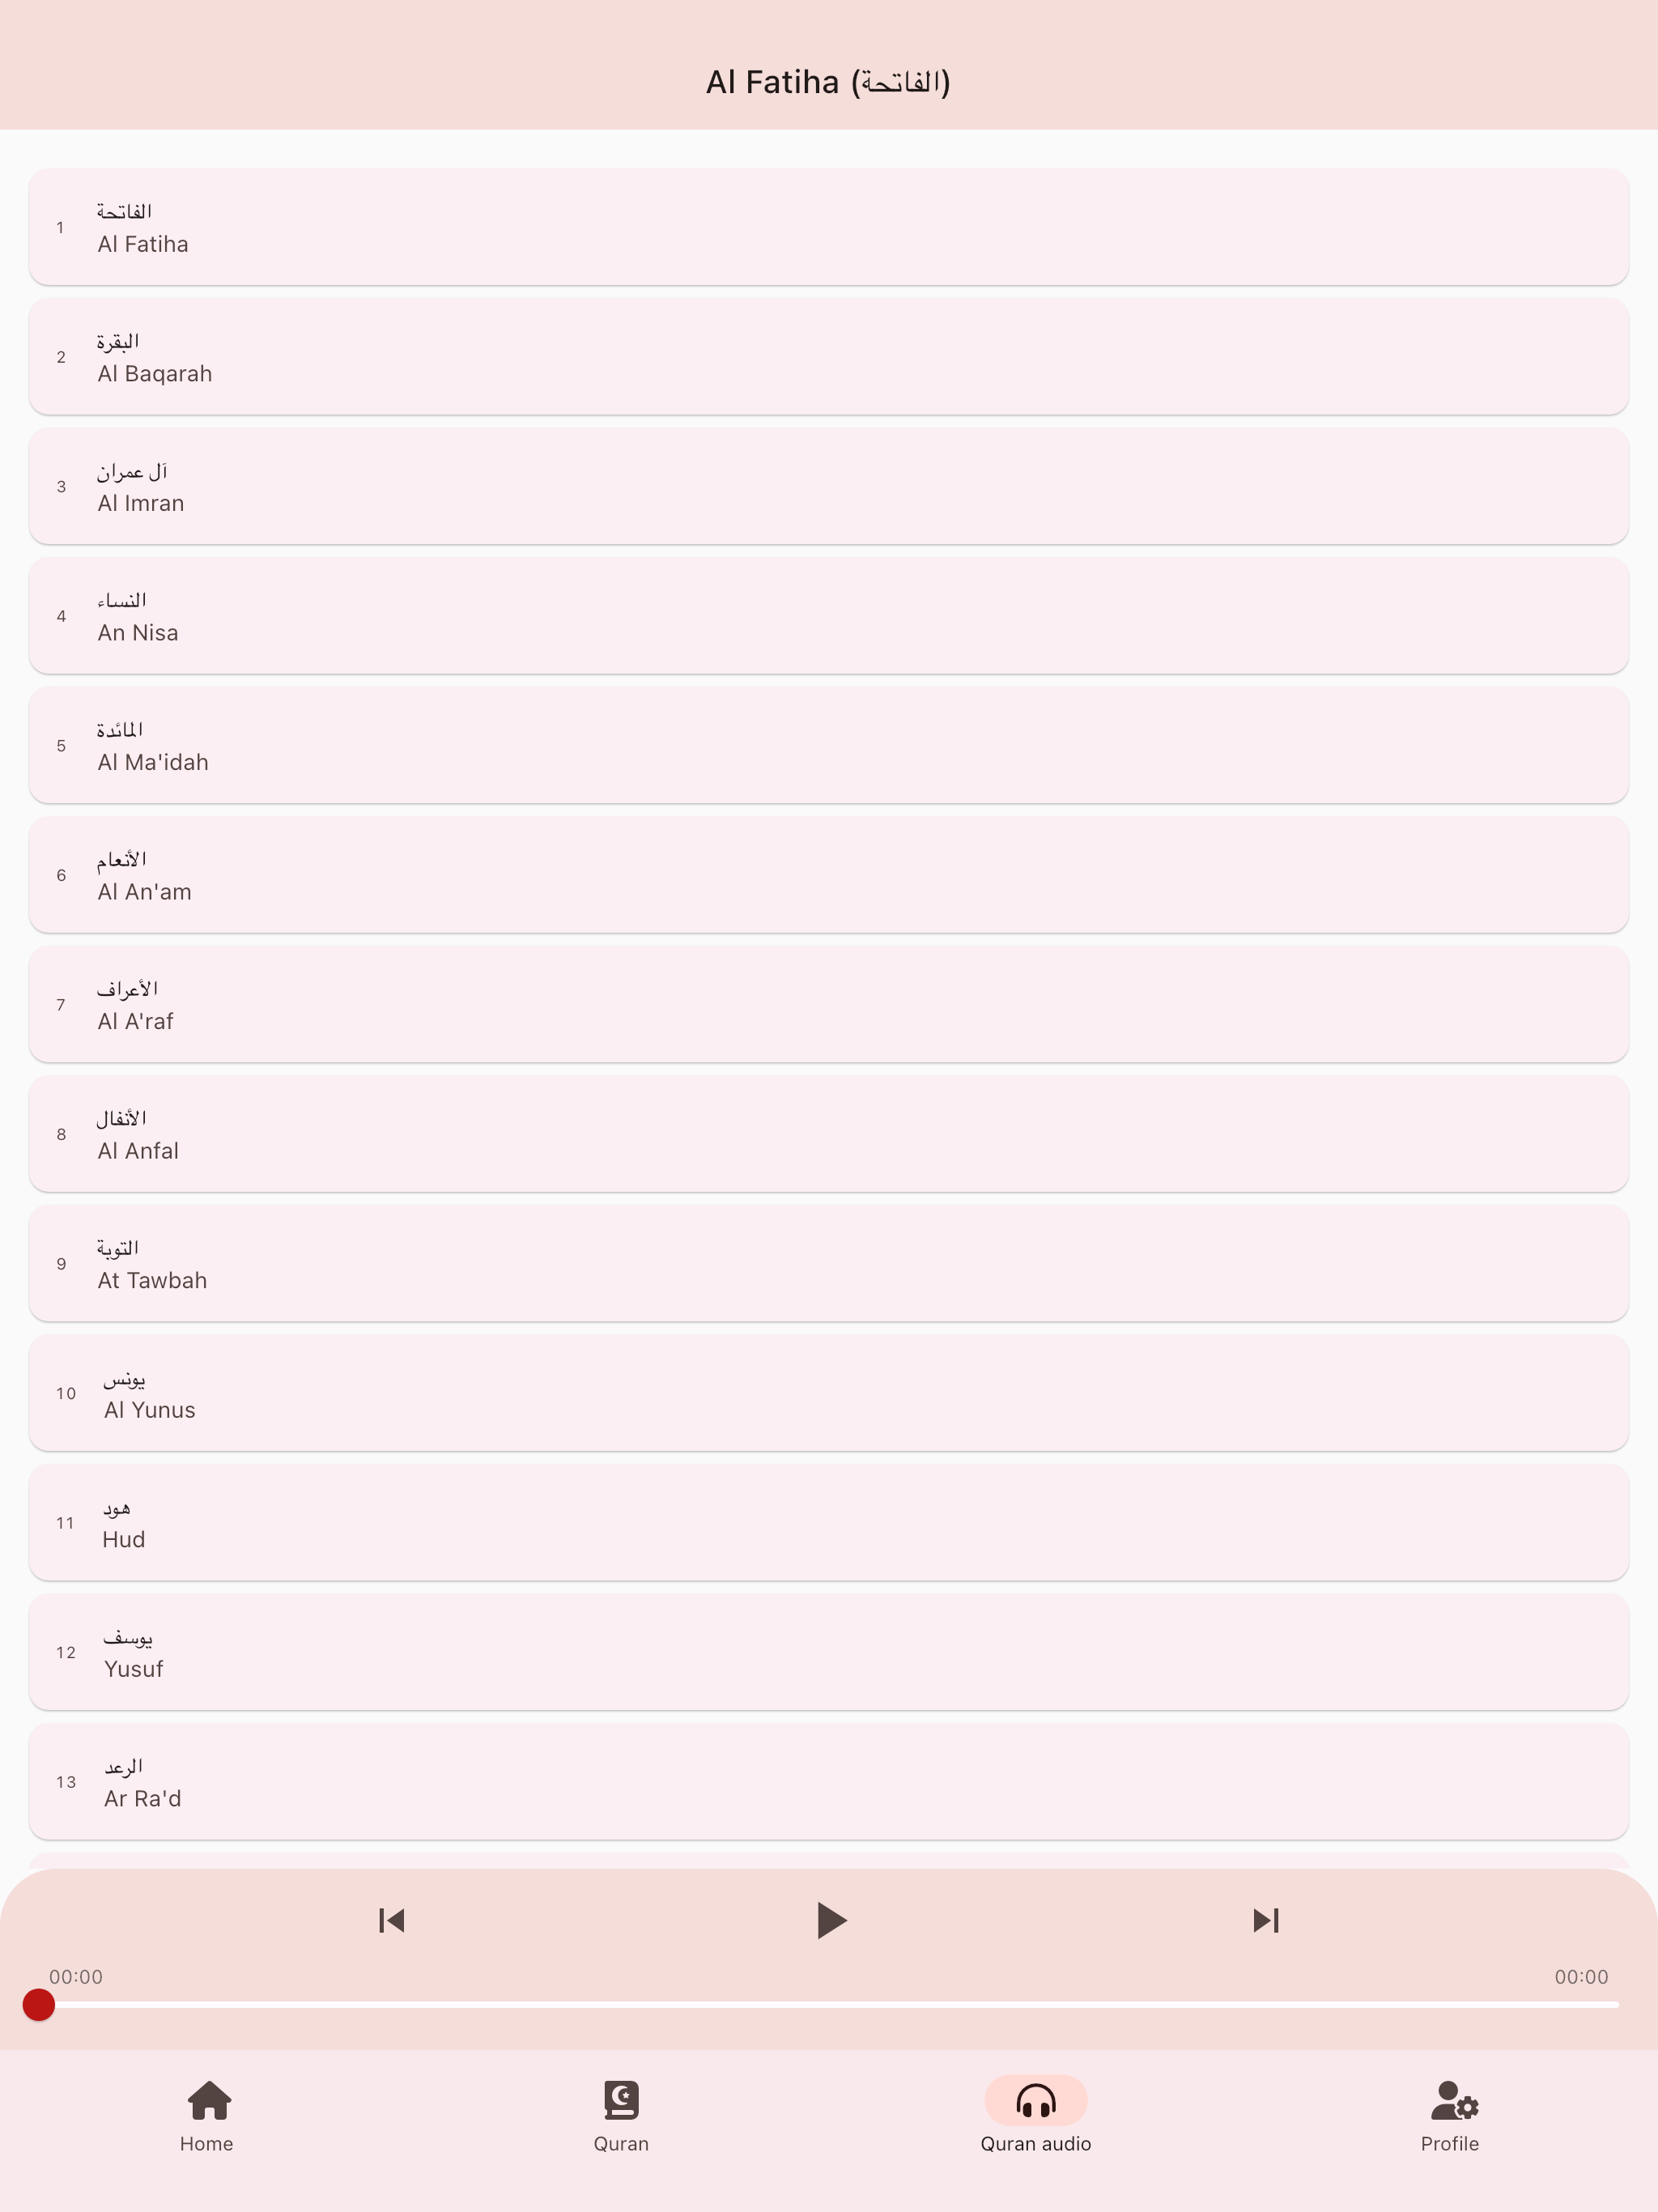 Al Fatiha (الفاتحة)
1
الفاتحة
Al Fatiha
2
البقرة
Al Baqarah
3
آل عمران
Al Imran
4
النساء
An Nisa
5
المائدة
Al Ma'idah
6
الأنعام
Al An'am
7
الأعراف
Al A'raf
8
الأنفال
Al Anfal
9
التوبة
At Tawbah
10
يونس
Al Yunus
11
هود
Hud
12
يوسف
Yusuf
13
الرعد
Ar Ra'd
00:00 00:00
Home Quran Quran audio Profile